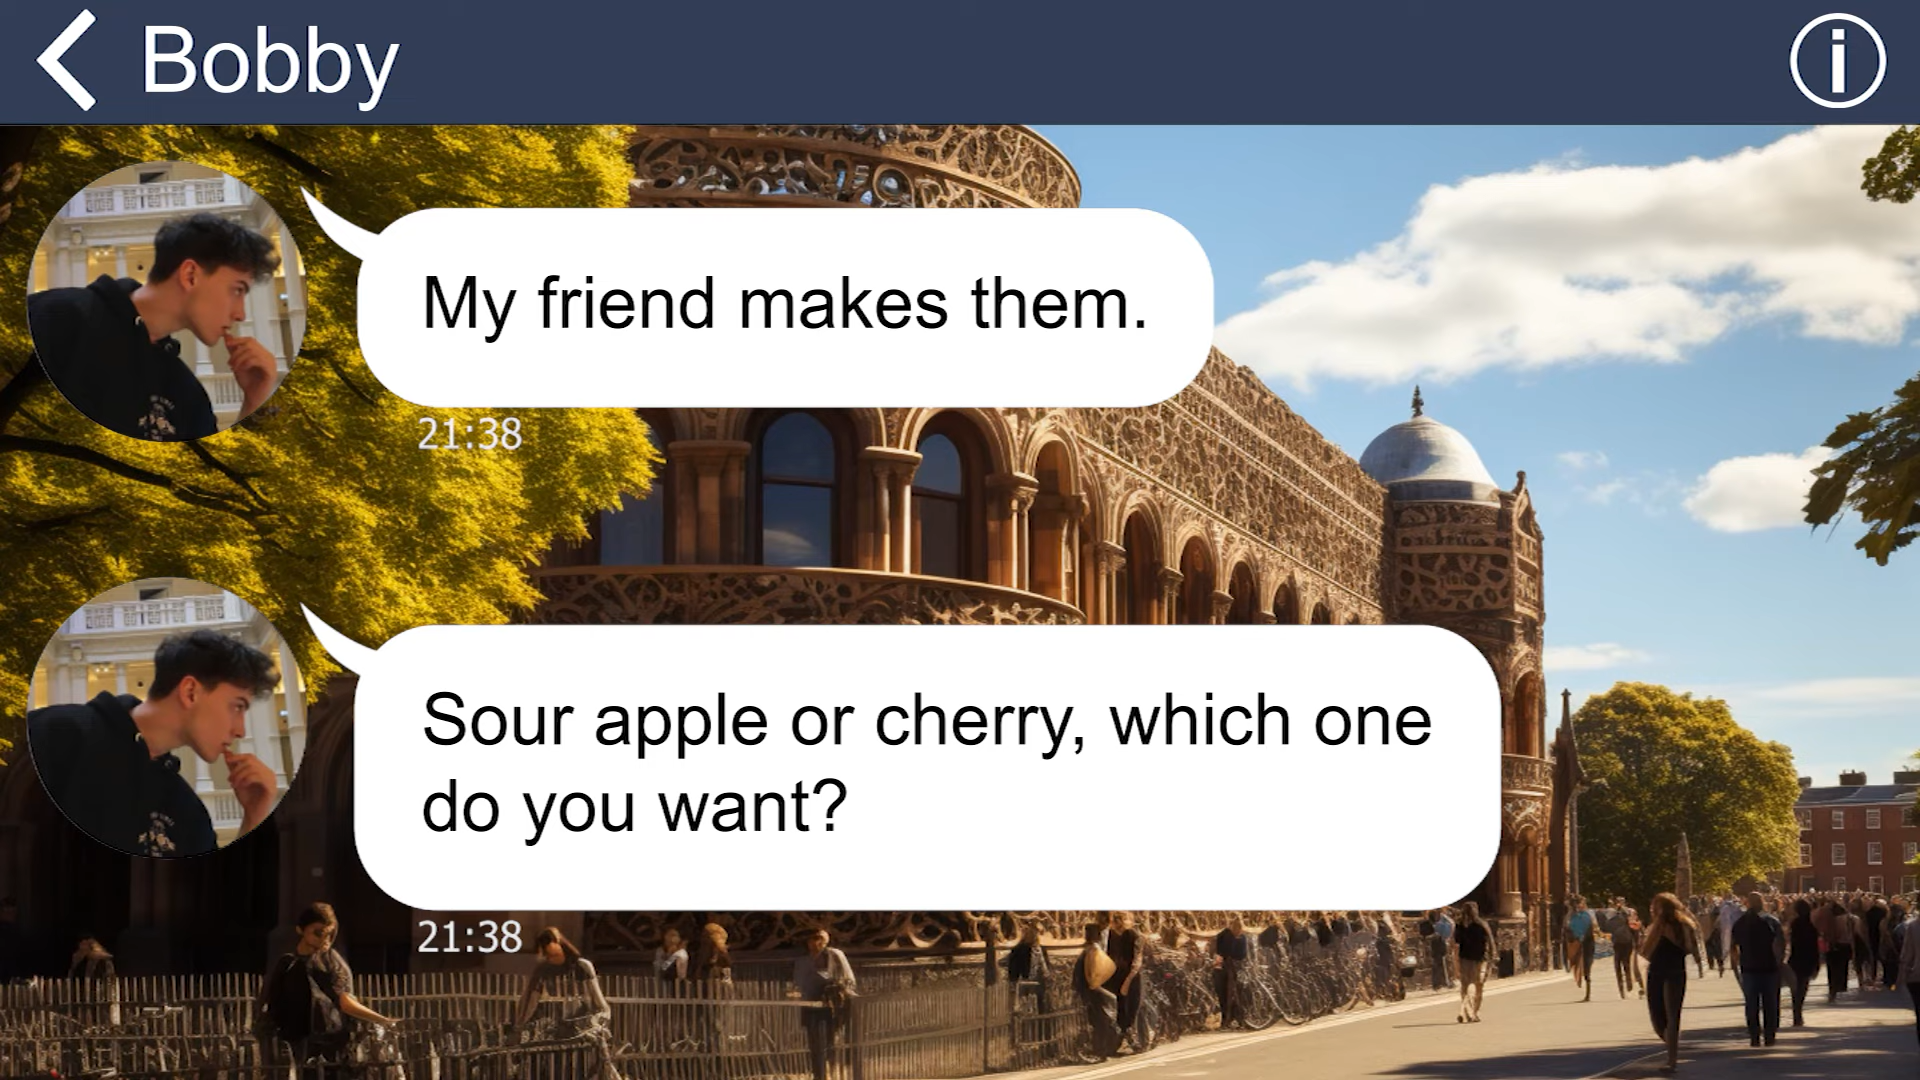 Bobby
My friend makes them.
21:38
Sour apple or cherry, which one
do you want?
21:38